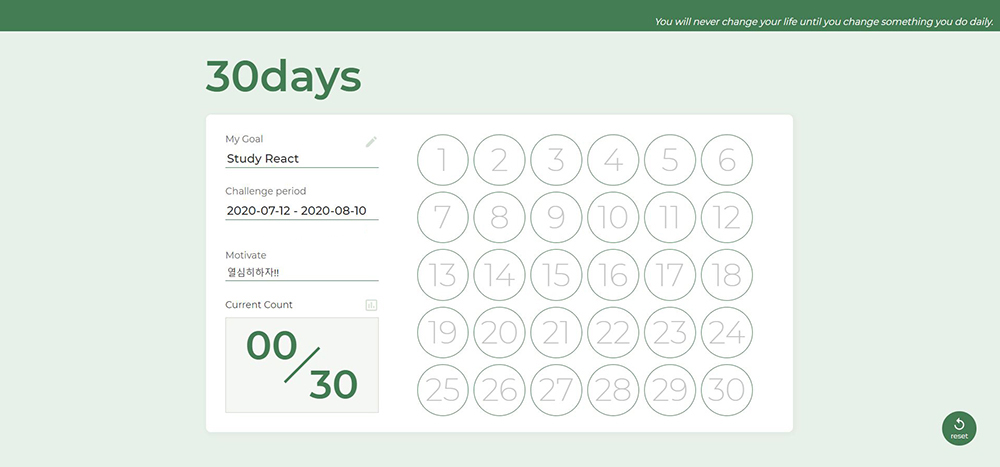 You will never change your life until you change something you do daily.
30days
My Goal
Study React
Challenge period
2020-07-12 - 2020-08-10
Motivate
열심히하자!!
Current Count
00/30
1 2 3 4 5 6
7 8 9 10 11 12
13 14 15 16 17 18
19 20 21 22 23 24
25 26 27 28 29 30
reset